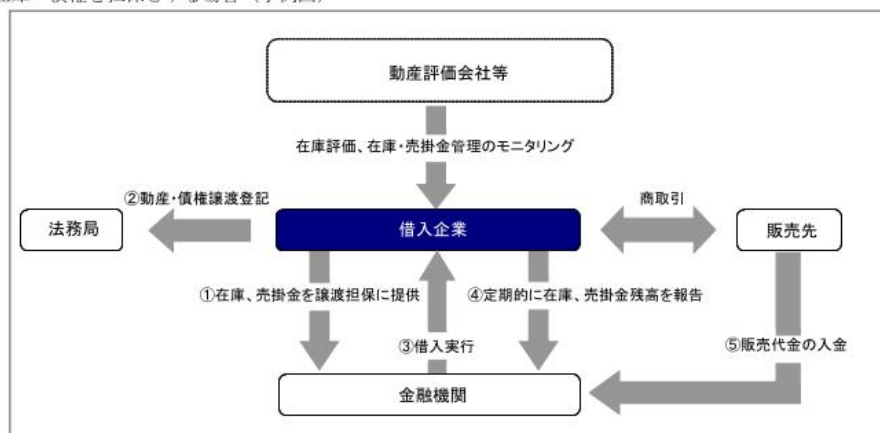 動産評価会社等
在庫評価、在庫・売掛金管理のモニタリング
②動産・債権譲渡登記
商取引
法務局
借入企業
販売先
①在庫、売掛金を譲渡担保に提供
④定期的に在庫、売掛金残高を報告
③借入実行
⑤販売代金の入金
金融機関